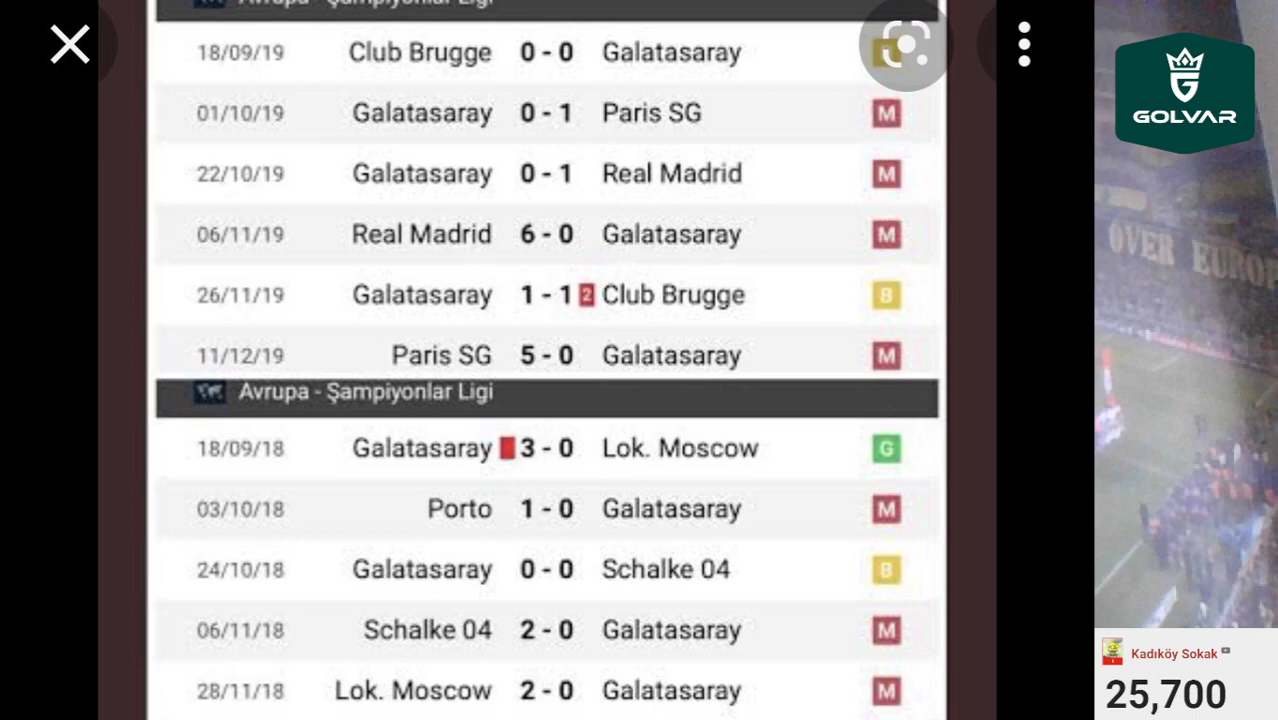 Avrupa - Şampiyonlar Ligi
18/09/19 Club Brugge 0 - 0 Galatasaray
01/10/19 Galatasaray 0 - 1 Paris SG M
22/10/19 Galatasaray 0 - 1 Real Madrid M
06/11/19 Real Madrid 6 - 0 Galatasaray M
26/11/19 Galatasaray 1 - 1 2 Club Brugge B
11/12/19 Paris SG 5 - 0 Galatasaray M
Avrupa - Şampiyonlar Ligi
18/09/18 Galatasaray 3 - 0 Lok. Moscow G
03/10/18 Porto 1 - 0 Galatasaray M
24/10/18 Galatasaray 0 - 0 Schalke 04 B
06/11/18 Schalke 04 2 - 0 Galatasaray M
28/11/18 Lok. Moscow 2 - 0 Galatasaray M
GOLVAR
OVER EUROP
Kadıköy Sokak
25,700